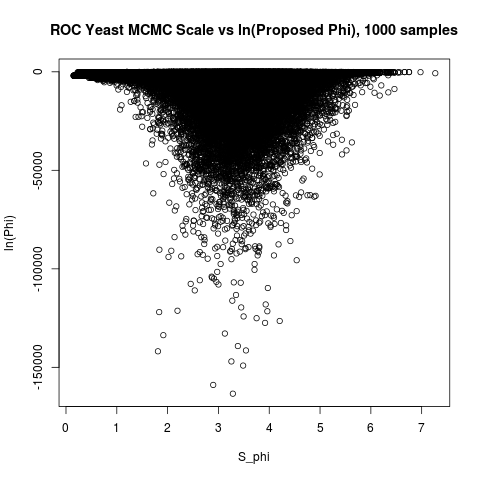 ROC Yeast MCMC Scale vs ln(Proposed Phi), 1000 samples
0
-50000
-100000
-150000
ln(Phi)
0 1 2 3 4 5 6 7
S_phi